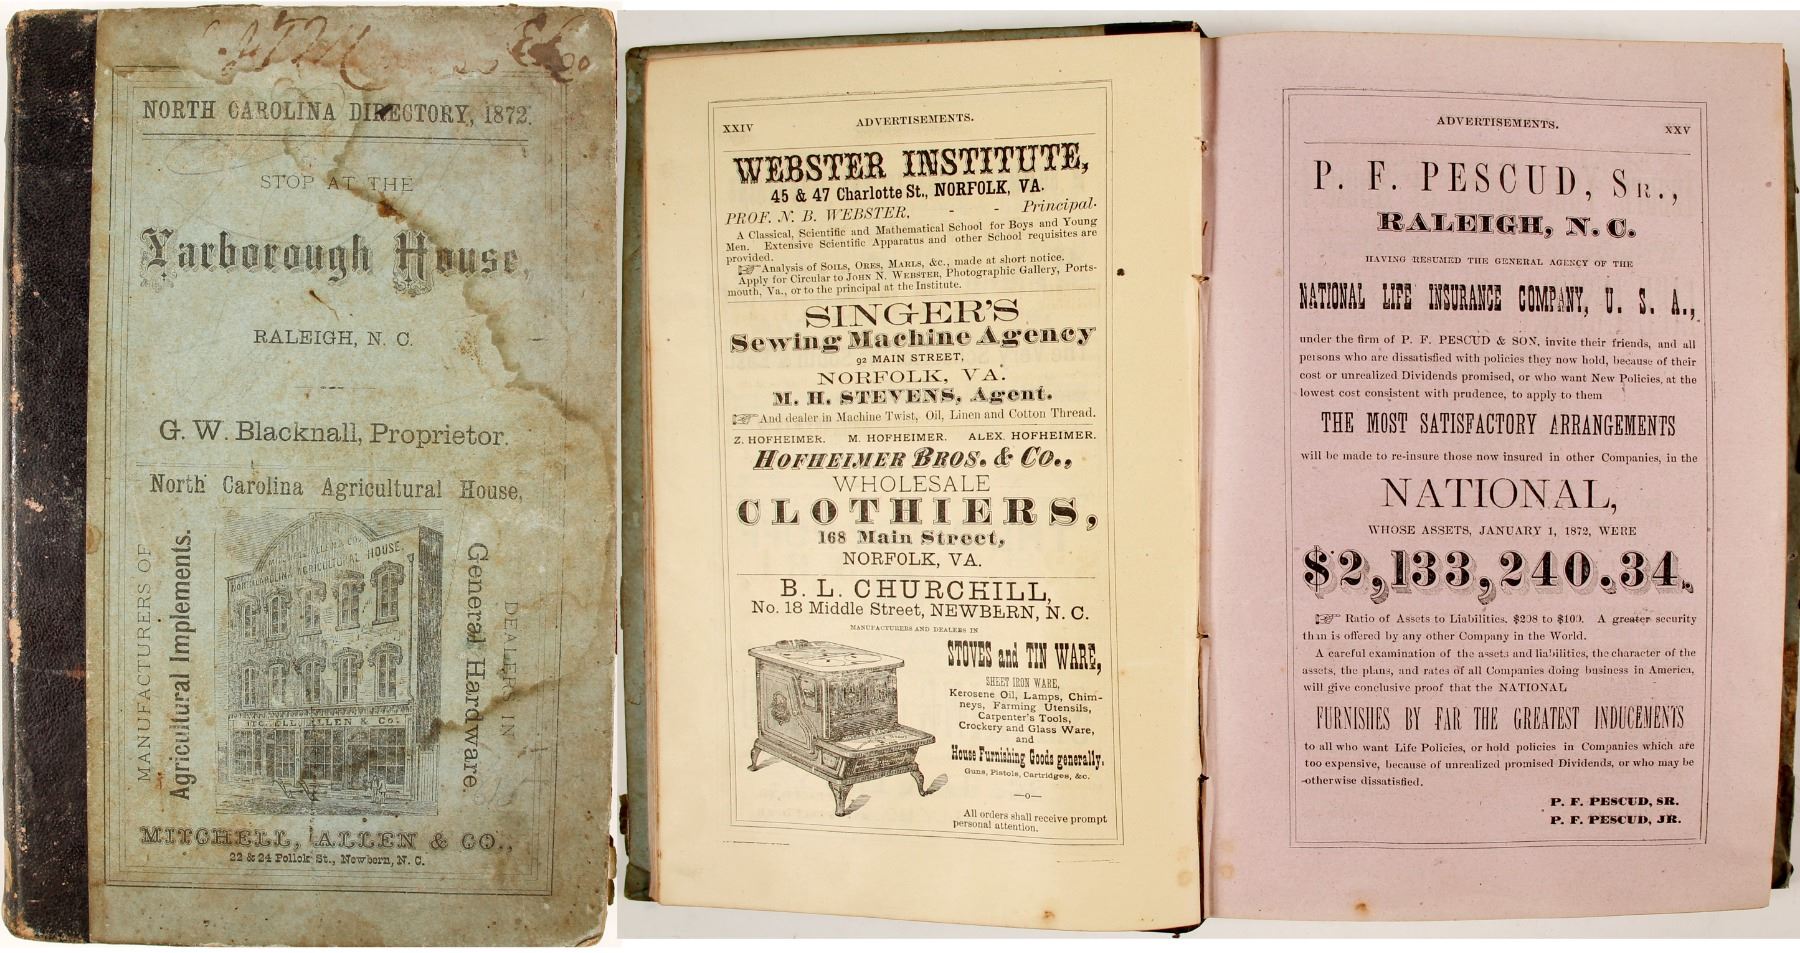 NORTH CAROLINA DIRECTORY, 1872.
STOP AT THE
Yarborough House,
RALEIGH, N. C.
G. W. Blacknall, Proprietor.
North Carolina Agricultural House,
MANUFACTURERS OF
Agricultural Implements.
MITCHELL ALLEN & CO.
NORTH CAROLINA AGRICULTURAL HOUSE.
MITCHELL ALLEN & Co.
General Hardware
DEALERS IN
MITCHELL, ALLEN & CO.,
22 & 24 Pollok St., Newbern, N. C.
XXIV
ADVERTISEMENTS.
WEBSTER INSTITUTE,
45 & 47 Charlotte St., NORFOLK, VA.
PROF. N. B. WEBSTER, - - Principal.
A Classical, Scientific and Mathematical School for Boys and Young
Men. Extensive Scientific Apparatus and other School requisites are
provided.
☞Analysis of SOILS, ORES, MARLS, &c., made at short notice.
Apply for Circular to JOHN N. WEBSTER, Photographic Gallery, Ports-
mouth, Va., or to the principal at the Institute.
SINGER'S
Sewing Machine Agency
92 MAIN STREET,
NORFOLK, VA.
M. H. STEVENS, Agent.
☞And dealer in Machine Twist, Oil, Linen and Cotton Thread.
Z. HOFHEIMER. M. HOFHEIMER. ALEX. HOFHEIMER.
HOFHEIMER BROS. & CO.,
WHOLESALE
CLOTHIERS,
168 Main Street,
NORFOLK, VA.
B. L. CHURCHILL,
No. 18 Middle Street, NEWBERN, N. C.
MANUFACTURERS AND DEALERS IN
STOVES and TIN WARE,
SHEET IRON WARE,
Kerosene Oil, Lamps, Chim-
neys, Farming Utensils,
Carpenter's Tools,
Crockery and Glass Ware,
and
House Furnishing Goods generally.
Guns, Pistols, Cartridges, &c.
—o—
All orders shall receive prompt
personal attention.
ADVERTISEMENTS.
XXV
P. F. PESCUD, SR.,
RALEIGH, N. C.
HAVING RESUMED THE GENERAL AGENCY OF THE
NATIONAL LIFE INSURANCE COMPANY, U. S. A.,
under the firm of P. F. PESCUD & SON, invite their friends, and all
persons who are dissatisfied with policies they now hold, because of their
cost or unrealized Dividends promised, or who want New Policies, at the
lowest cost consistent with prudence, to apply to them
THE MOST SATISFACTORY ARRANGEMENTS
will be made to re-insure those now insured in other Companies, in the
NATIONAL,
WHOSE ASSETS, JANUARY 1, 1872, WERE
$2,133,240.34.
☞ Ratio of Assets to Liabilities. $208 to $100. A greater security
than is offered by any other Company in the World.
A careful examination of the assets and liabilities, the character of the
assets, the plans, and rates of all Companies doing business in America,
will give conclusive proof that the NATIONAL
FURNISHES BY FAR THE GREATEST INDUCEMENTS
to all who want Life Policies, or hold policies in Companies which are
too expensive, because of unrealized promised Dividends, or who may be
otherwise dissatisfied.
P. F. PESCUD, SR.
P. F. PESCUD, JR.